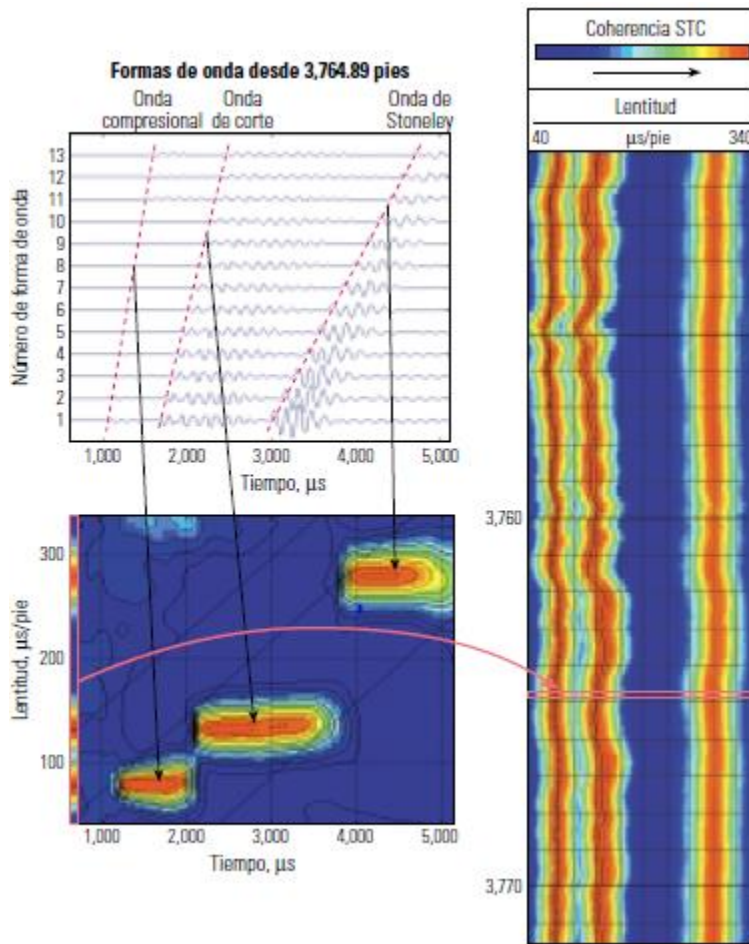 Formas de onda desde 3,764.89 pies
Onda compresional
Onda de corte
Onda de Stoneley
Número de forma de onda
13
12
11
10
9
8
7
6
5
4
3
2
1
1,000 2,000 3,000 4,000 5,000
Tiempo, μs
Lentitud, μs/pie
300
200
100
1,000 2,000 3,000 4,000 5,000
Tiempo, μs
Coherencia STC
Lentitud
40 μs/pie 340
3,760
3,770